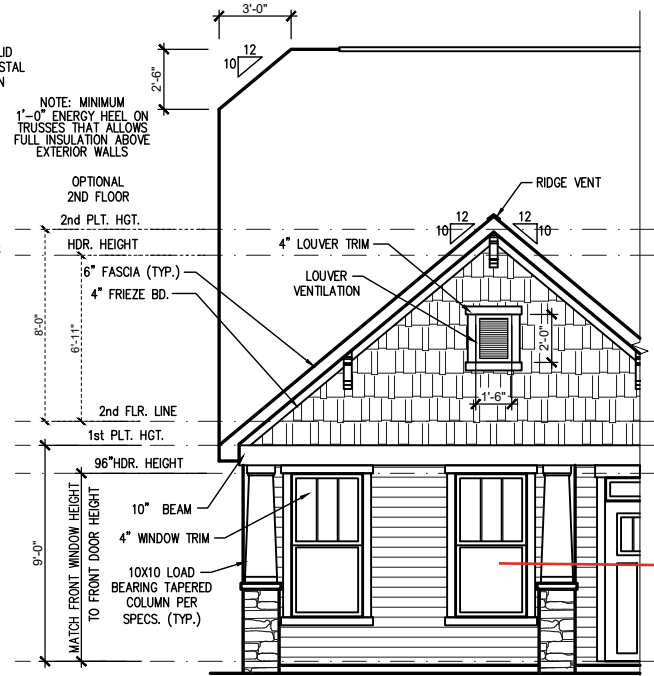 3'-0"
12
10
2'-6"
NOTE: MINIMUM
1'-0" ENERGY HEEL ON
TRUSSES THAT ALLOWS
FULL INSULATION ABOVE
EXTERIOR WALLS
OPTIONAL
2ND FLOOR
2nd PLT. HGT.
HDR. HEIGHT
6" FASCIA (TYP.)
4" FRIEZE BD.
8'-0"
6'-11"
2nd FLR. LINE
1st PLT. HGT.
96"HDR. HEIGHT
RIDGE VENT
12
10
12
10
4" LOUVER TRIM
LOUVER
VENTILATION
2'-0"
1'-6"
10" BEAM
4" WINDOW TRIM
10X10 LOAD
BEARING TAPERED
COLUMN PER
SPECS. (TYP.)
9'-0"
MATCH FRONT WINDOW HEIGHT
TO FRONT DOOR HEIGHT